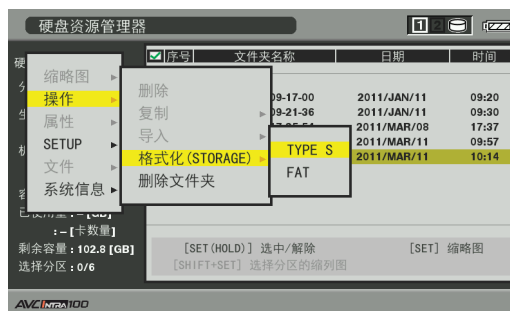 硬盘资源管理器
1 2
序号 文件夹名称 日期 时间
缩略图
操作
属性
SETUP
文件
系统信息
删除
复制
导入
格式化(STORAGE)
删除文件夹
TYPE S
FAT
09-17-00 2011/JAN/11 09:20
09-21-36 2011/JAN/11 09:30
2011/MAR/08 17:37
2011/MAR/11 09:57
2011/MAR/11 10:14
:–[卡数量]
剩余容量:102.8 [GB]
选择分区:0/6
[SET(HOLD)] 选中/解除 [SET] 缩略图
[SHIFT+SET] 选择分区的缩列图
AVC INTRA 100